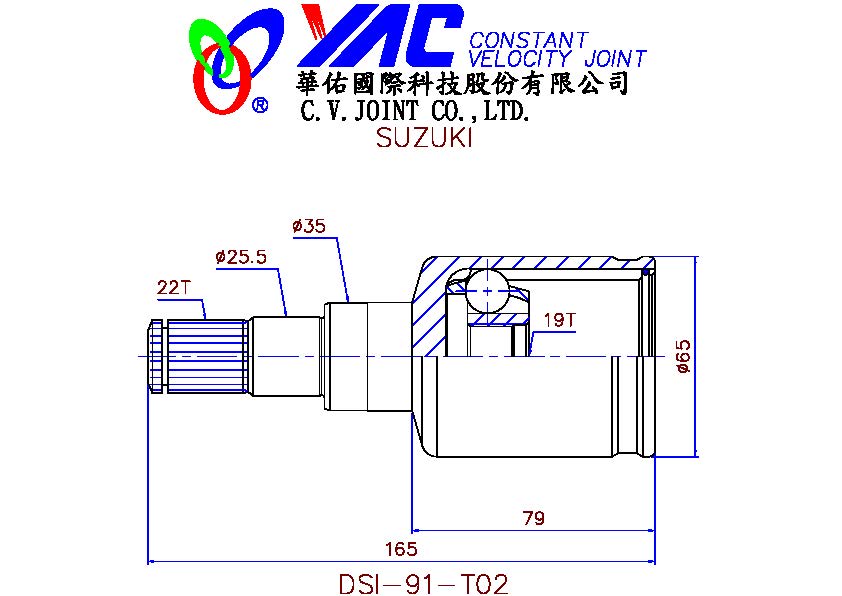 YAC CONSTANT
VELOCITY JOINT
®
華佑國際科技股份有限公司
C.V.JOINT CO.,LTD.
SUZUKI
ø35
ø25.5
22T
19T
ø65
79
165
DSI-91-T02